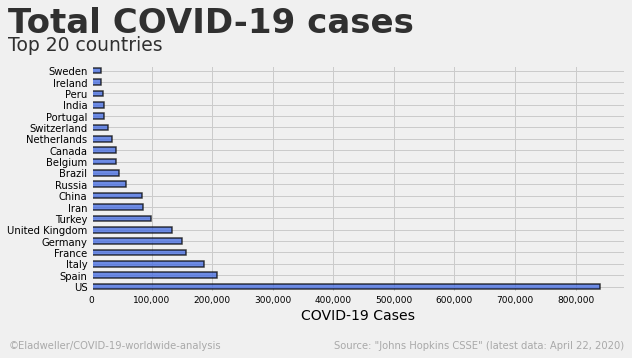 Total COVID-19 cases
Top 20 countries
Sweden
Ireland
Peru
India
Portugal
Switzerland
Netherlands
Canada
Belgium
Brazil
Russia
China
Iran
Turkey
United Kingdom
Germany
France
Italy
Spain
US
0 100,000 200,000 300,000 400,000 500,000 600,000 700,000 800,000
COVID-19 Cases
©Eladweller/COVID-19-worldwide-analysis Source: "Johns Hopkins CSSE" (latest data: April 22, 2020)